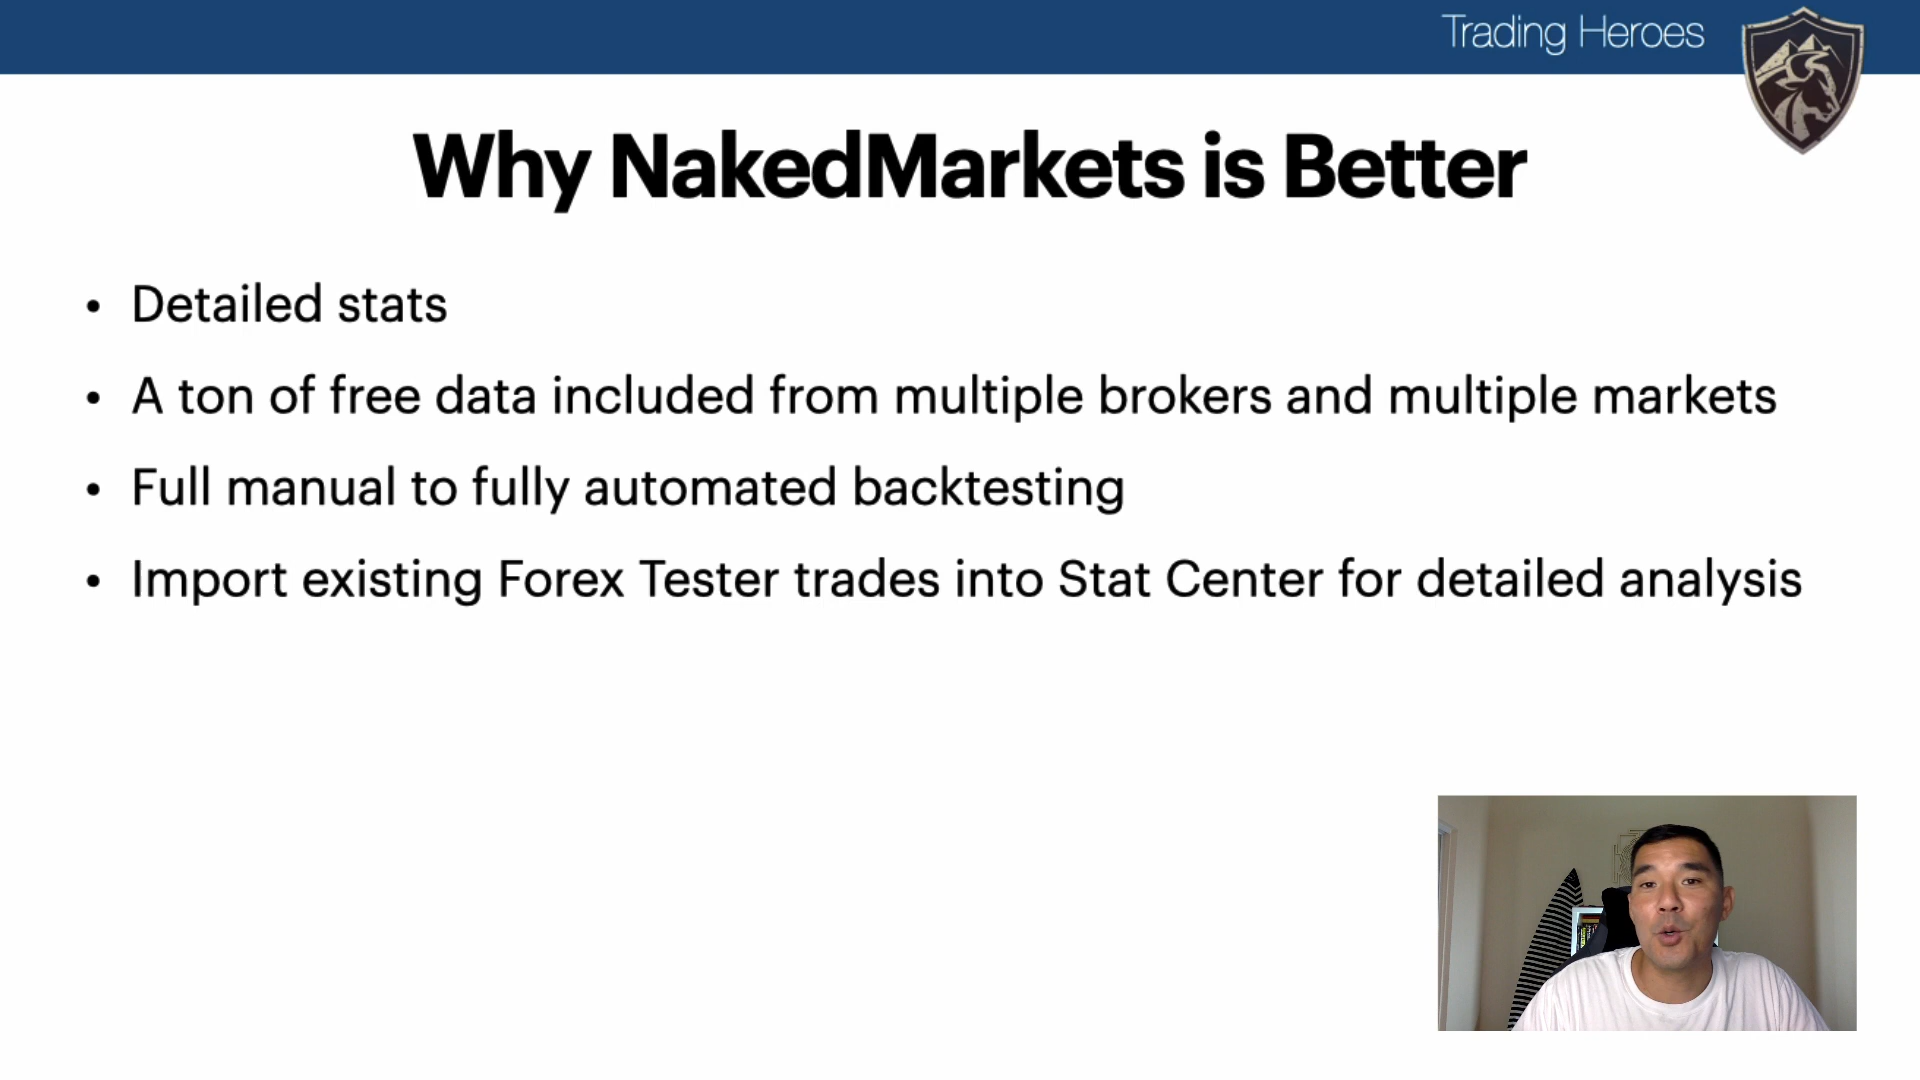 Trading Heroes
Why NakedMarkets is Better
• Detailed stats
• A ton of free data included from multiple brokers and multiple markets
• Full manual to fully automated backtesting
• Import existing Forex Tester trades into Stat Center for detailed analysis